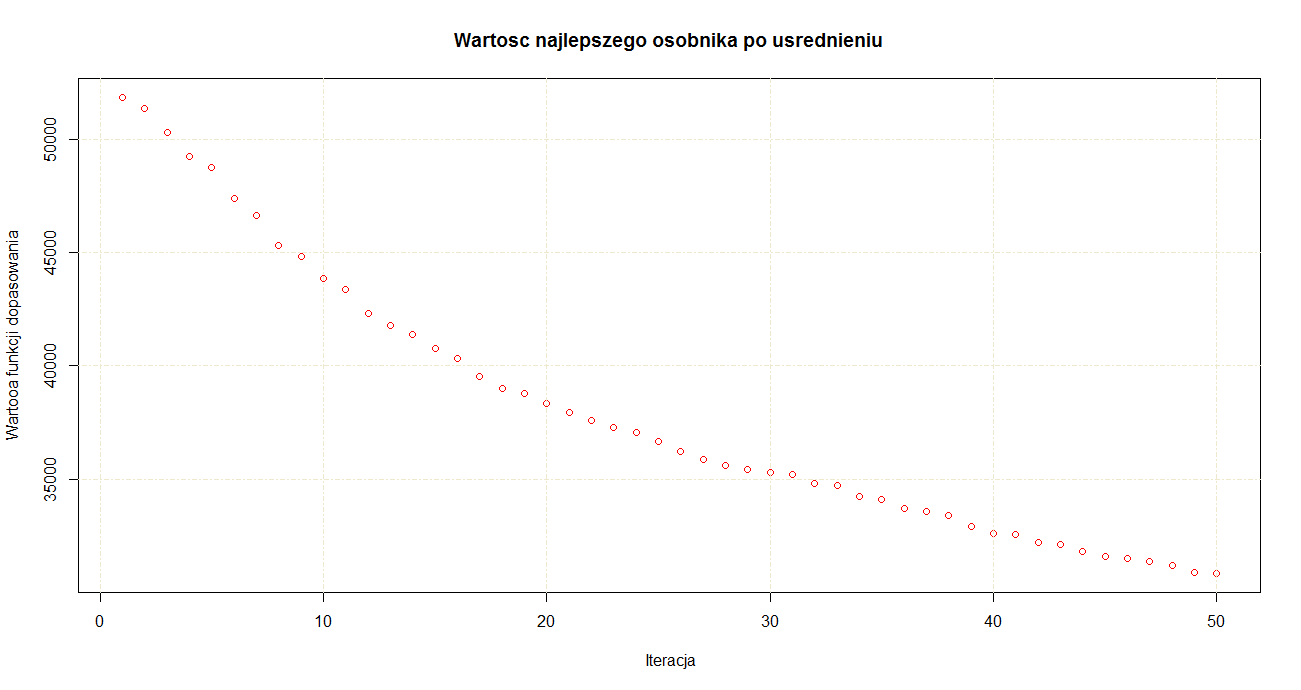 Wartosc najlepszego osobnika po usrednieniu
Wartooa funkcji dopasowania
50000
45000
40000
35000
0 10 20 30 40 50
Iteracja